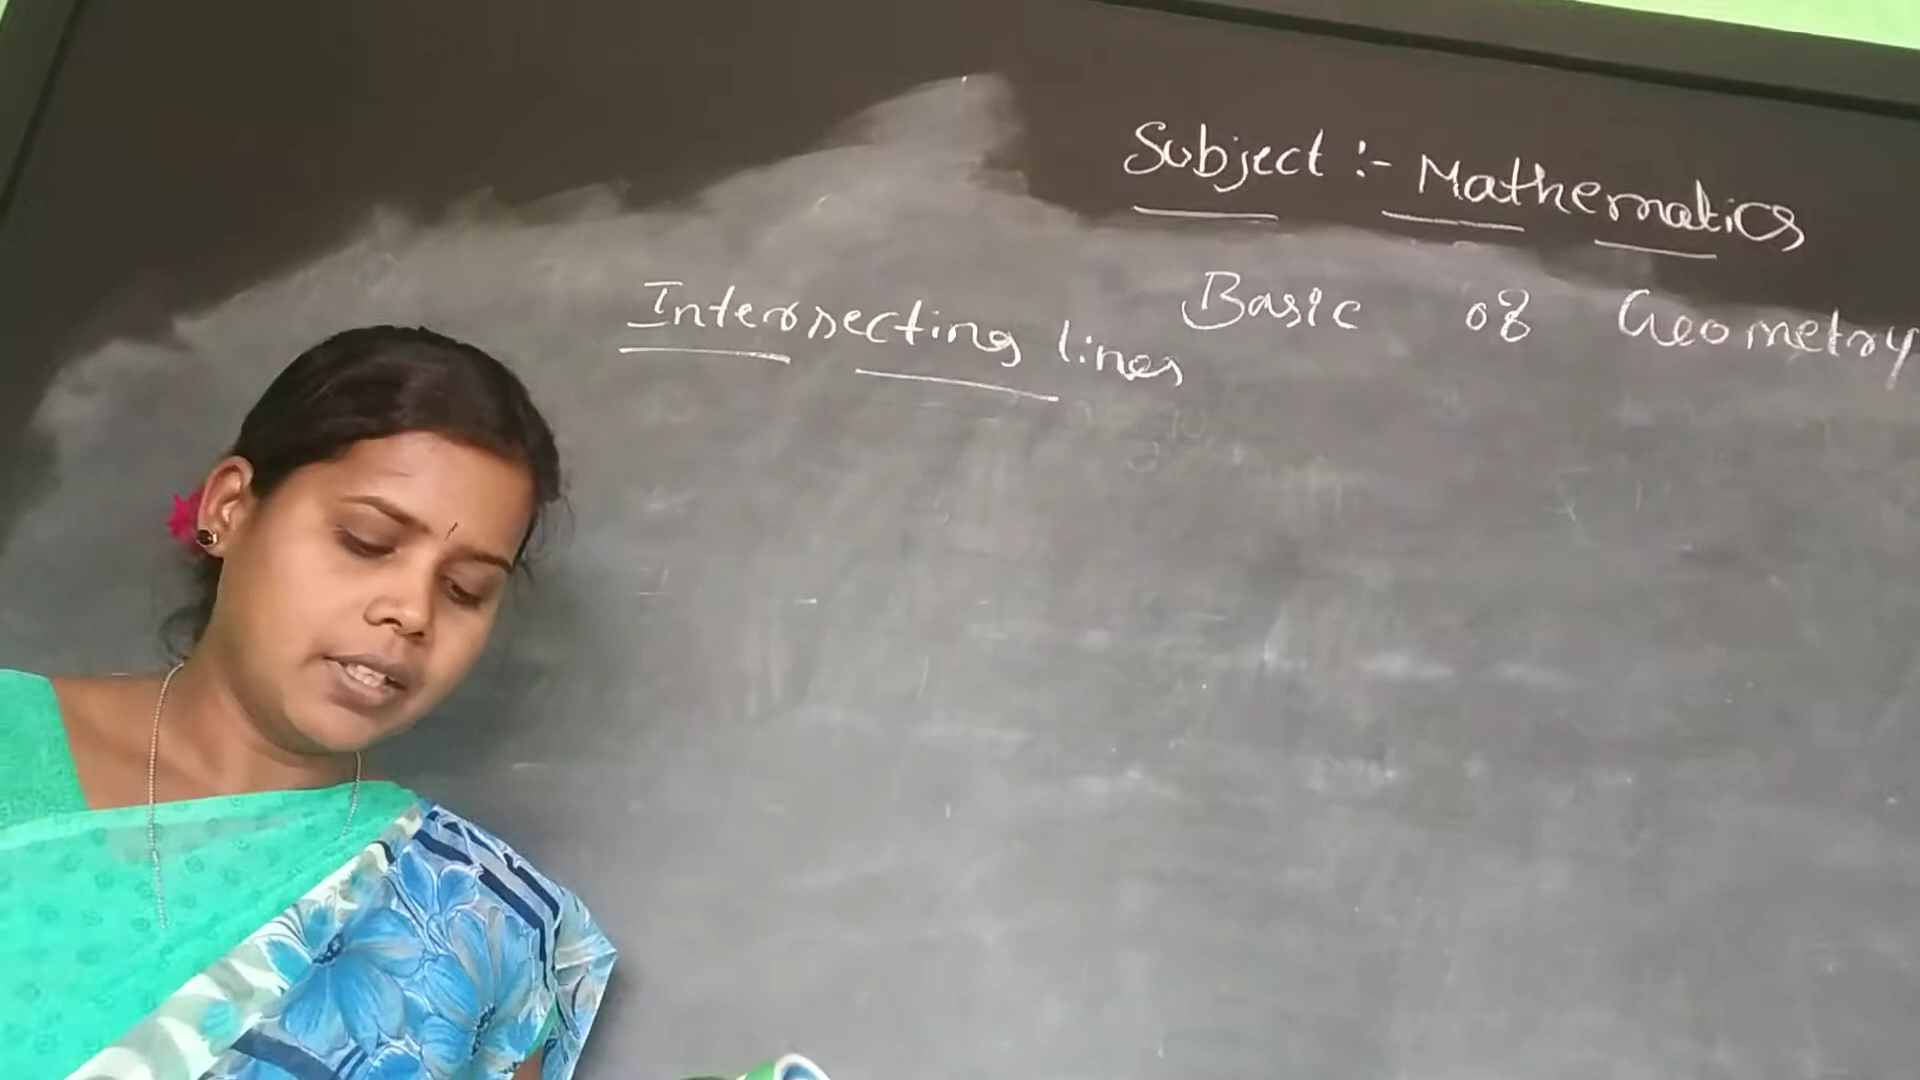 Subject :- Mathematics
Basic of Geometry
Intersecting lines